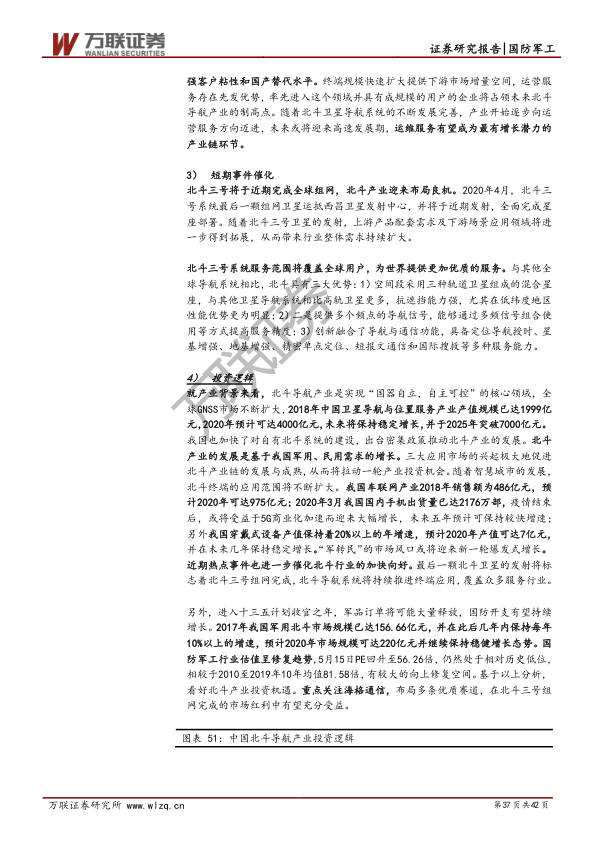 万联证券
WANLIAN SECURITIES
证券研究报告|国防军工
强客户粘性和国产替代水平。终端规模快速扩大提供下游市场增量空间，运营服
务存在先发优势，率先进入这个领域并具有成规模的用户的企业将占领未来北斗
导航产业的制高点。随着北斗卫星导航系统的不断发展完善，产业开始逐步向运
营服务方向迈进，未来或将迎来高速发展期，运维服务有望成为最有增长潜力的
产业链环节。
3） 短期事件催化
北斗三号将于近期完成全球组网，北斗产业迎来布局良机。2020年4月，北斗三
号系统最后一颗组网卫星运抵西昌卫星发射中心，并将于近期发射，全面完成星
座部署。随着北斗三号卫星的发射，上游产品配套需求及下游场景应用领域将进
一步得到拓展，从而带来行业整体需求持续扩大。
北斗三号系统服务范围将覆盖全球用户，为世界提供更加优质的服务。与其他全
球导航系统相比，北斗具有三大优势：1）空间段采用三种轨道卫星组成的混合星
座，与其他卫星导航系统相比高轨卫星更多，抗遮挡能力强，尤其在低纬度地区
性能优势更为明显；2）二是提供多个频点的导航信号，能够通过多频信号组合使
用等方式提高服务精度；3）创新融合了导航与通信功能，具备定位导航授时、星
基增强、地基增强、精密单点定位、短报文通信和国际搜救等多种服务能力。
4） 投资逻辑
就产业背景来看，北斗导航产业是实现“国器自立，自主可控”的核心领域，全
球GNSS市场不断扩大，2018年中国卫星导航与位置服务产业产值规模已达1999亿
元，2020年预计可达4000亿元，未来将保持稳定增长，并于2025年突破7000亿元。
我国也加快了对自有北斗系统的建设，出台密集政策推动北斗产业的发展。北斗
产业的发展是基于我国军用、民用需求的增长。三大应用市场的兴起极大地促进
北斗产业链的发展与成熟，从而将拉动一轮产业投资机会。随着智慧城市的发展，
北斗终端的应用范围将不断扩大。我国车联网产业2018年销售额为486亿元，预
计2020年可达975亿元；2020年3月我国国内手机出货量已达2176万部，疫情结束
后，或将受益于5G商业化加速而迎来大幅增长，未来五年预计可保持较快增速；
另外我国穿戴式设备产值保持着20%以上的年增速，预计2020年产值可达7亿元，
并在未来几年保持稳定增长。“军转民”的市场风口或将迎来新一轮爆发式增长。
近期热点事件也进一步催化北斗行业的加快向好。最后一颗北斗卫星的发射将标
志着北斗三号组网完成，北斗导航系统将持续推进终端应用，覆盖众多服务行业。
另外，进入十三五计划收官之年，军品订单将可能大量释放，国防开支有望持续
增长。2017年我国军用北斗市场规模已达156.66亿元，并在此后几年内保持每年
10%以上的增速，预计2020年市场规模可达220亿元并继续保持稳健增长态势。国
防军工行业估值呈修复趋势，5月15日PE回升至56.26倍，仍然处于相对历史低位，
相较于2010至2019年10年均值81.58倍，有较大的向上修复空间。基于以上分析，
看好北斗产业投资机遇。重点关注海格通信，布局多条优质赛道，在北斗三号组
网完成的市场红利中有望充分受益。
图表 51：中国北斗导航产业投资逻辑
万联证券研究所 www.wlzq.cn
第37页共42页
万联证券